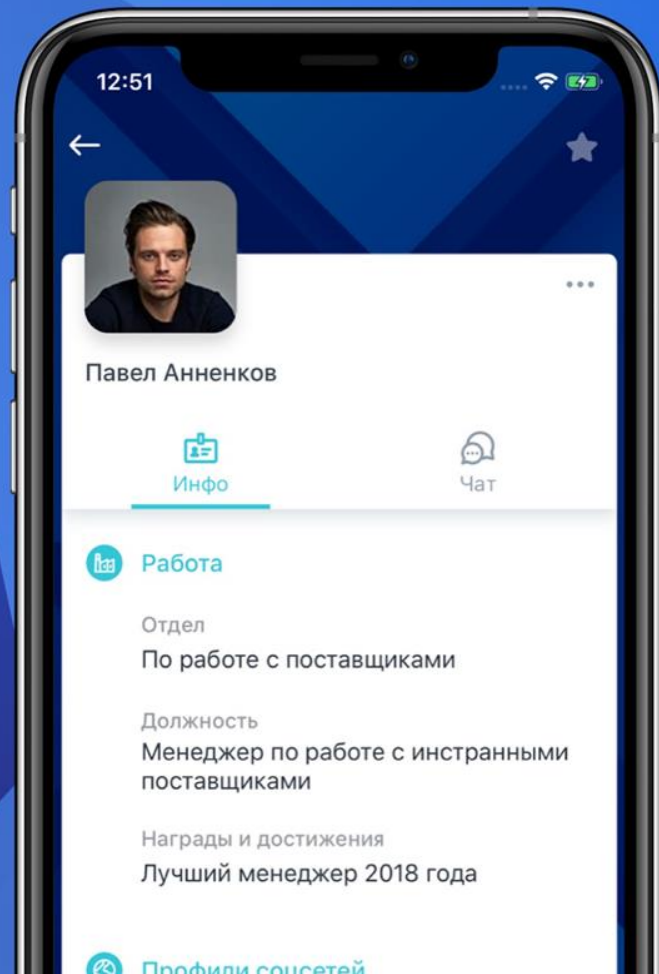 12:51
Павел Анненков
Инфо
Чат
Работа
Отдел
По работе с поставщиками
Должность
Менеджер по работе с инстранными
поставщиками
Награды и достижения
Лучший менеджер 2018 года
Профили соцсетей